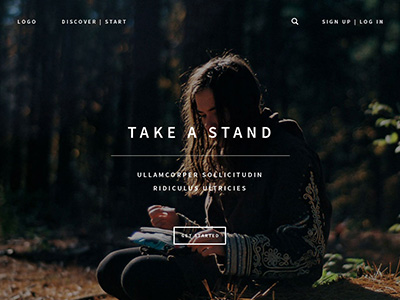 LOGO
DISCOVER | START
SIGN UP | LOG IN
TAKE A STAND
ULLAMCORPER SOLLICITUDIN
RIDICULUS ULTRICIES
GET STARTED